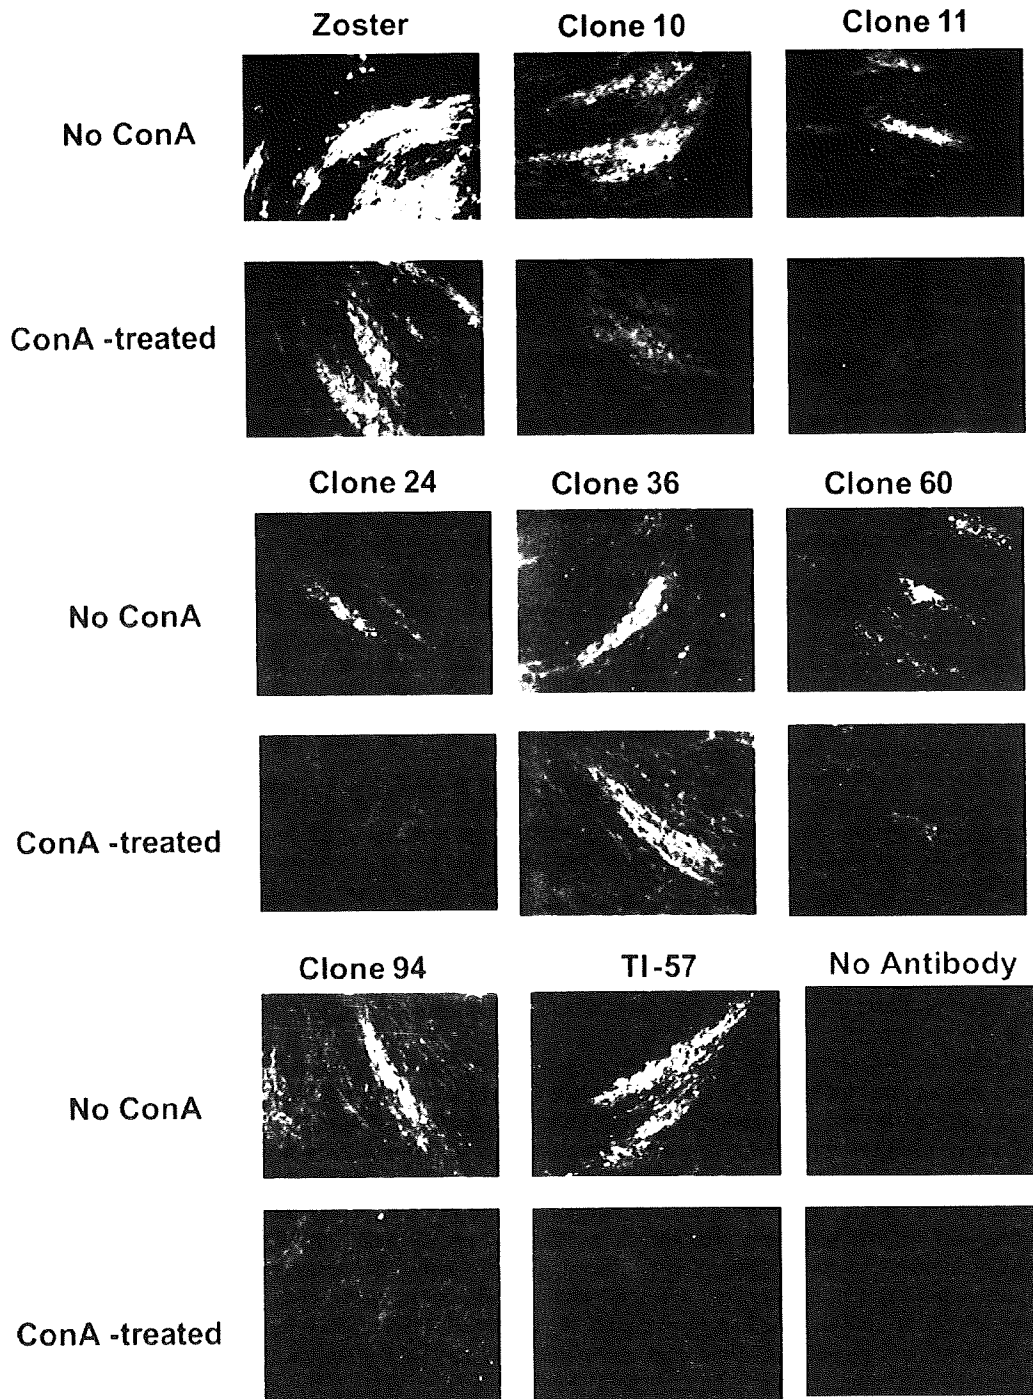 Zoster Clone 10 Clone 11
No ConA
ConA -treated
Clone 24 Clone 36 Clone 60
No ConA
ConA -treated
Clone 94 TI-57 No Antibody
No ConA
ConA -treated